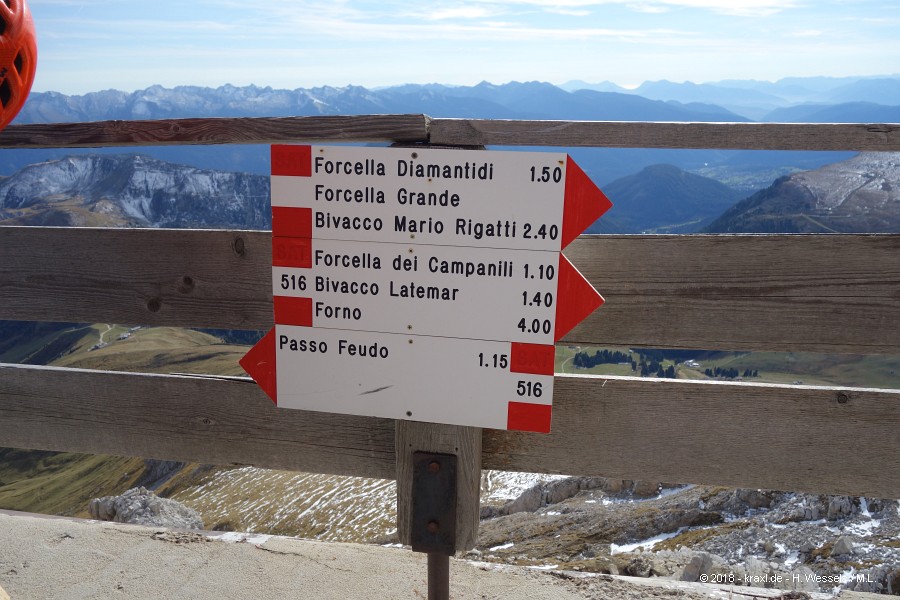 Forcella Diamantidi 1.50
Forcella Grande
Bivacco Mario Rigatti 2.40
Forcella dei Campanili 1.10
516 Bivacco Latemar 1.40
Forno 4.00
Passo Feudo 1.15
516
©2018 - kraxl.de - H. Wessels / M.L.